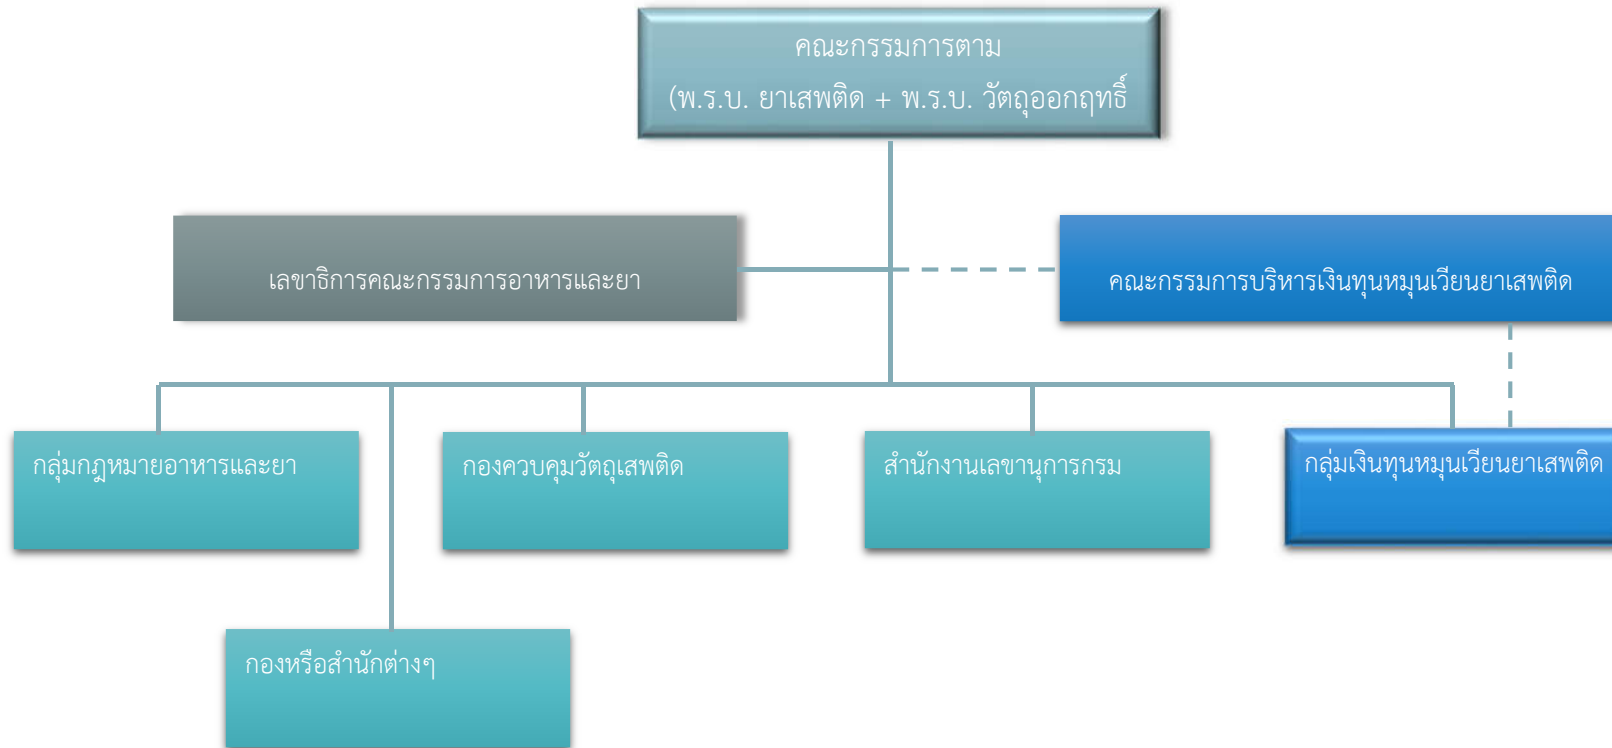 คณะกรรมการตาม
(พ.ร.บ. ยาเสพติด + พ.ร.บ. วัตถุออกฤทธิ์
เลขาธิการคณะกรรมการอาหารและยา
คณะกรรมการบริหารเงินทุนหมุนเวียนยาเสพติด
กลุ่มกฎหมายอาหารและยา
กองควบคุมวัตถุเสพติด
สำนักงานเลขานุการกรม
กลุ่มเงินทุนหมุนเวียนยาเสพติด
กองหรือสำนักต่างๆ